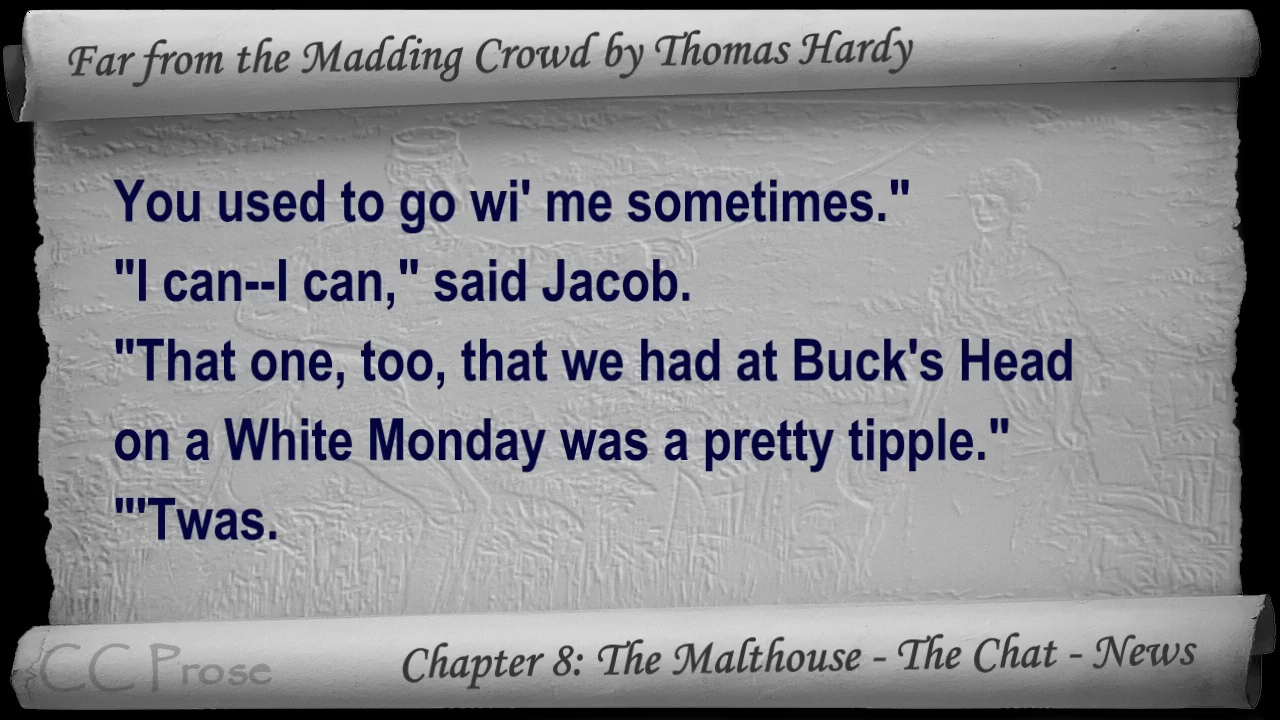 Far from the Madding Crowd by Thomas Hardy
You used to go wi' me sometimes."
"I can--I can," said Jacob.
"That one, too, that we had at Buck's Head
on a White Monday was a pretty tipple."
"'Twas.
CC Prose
Chapter 8: The Malthouse - The Chat - News